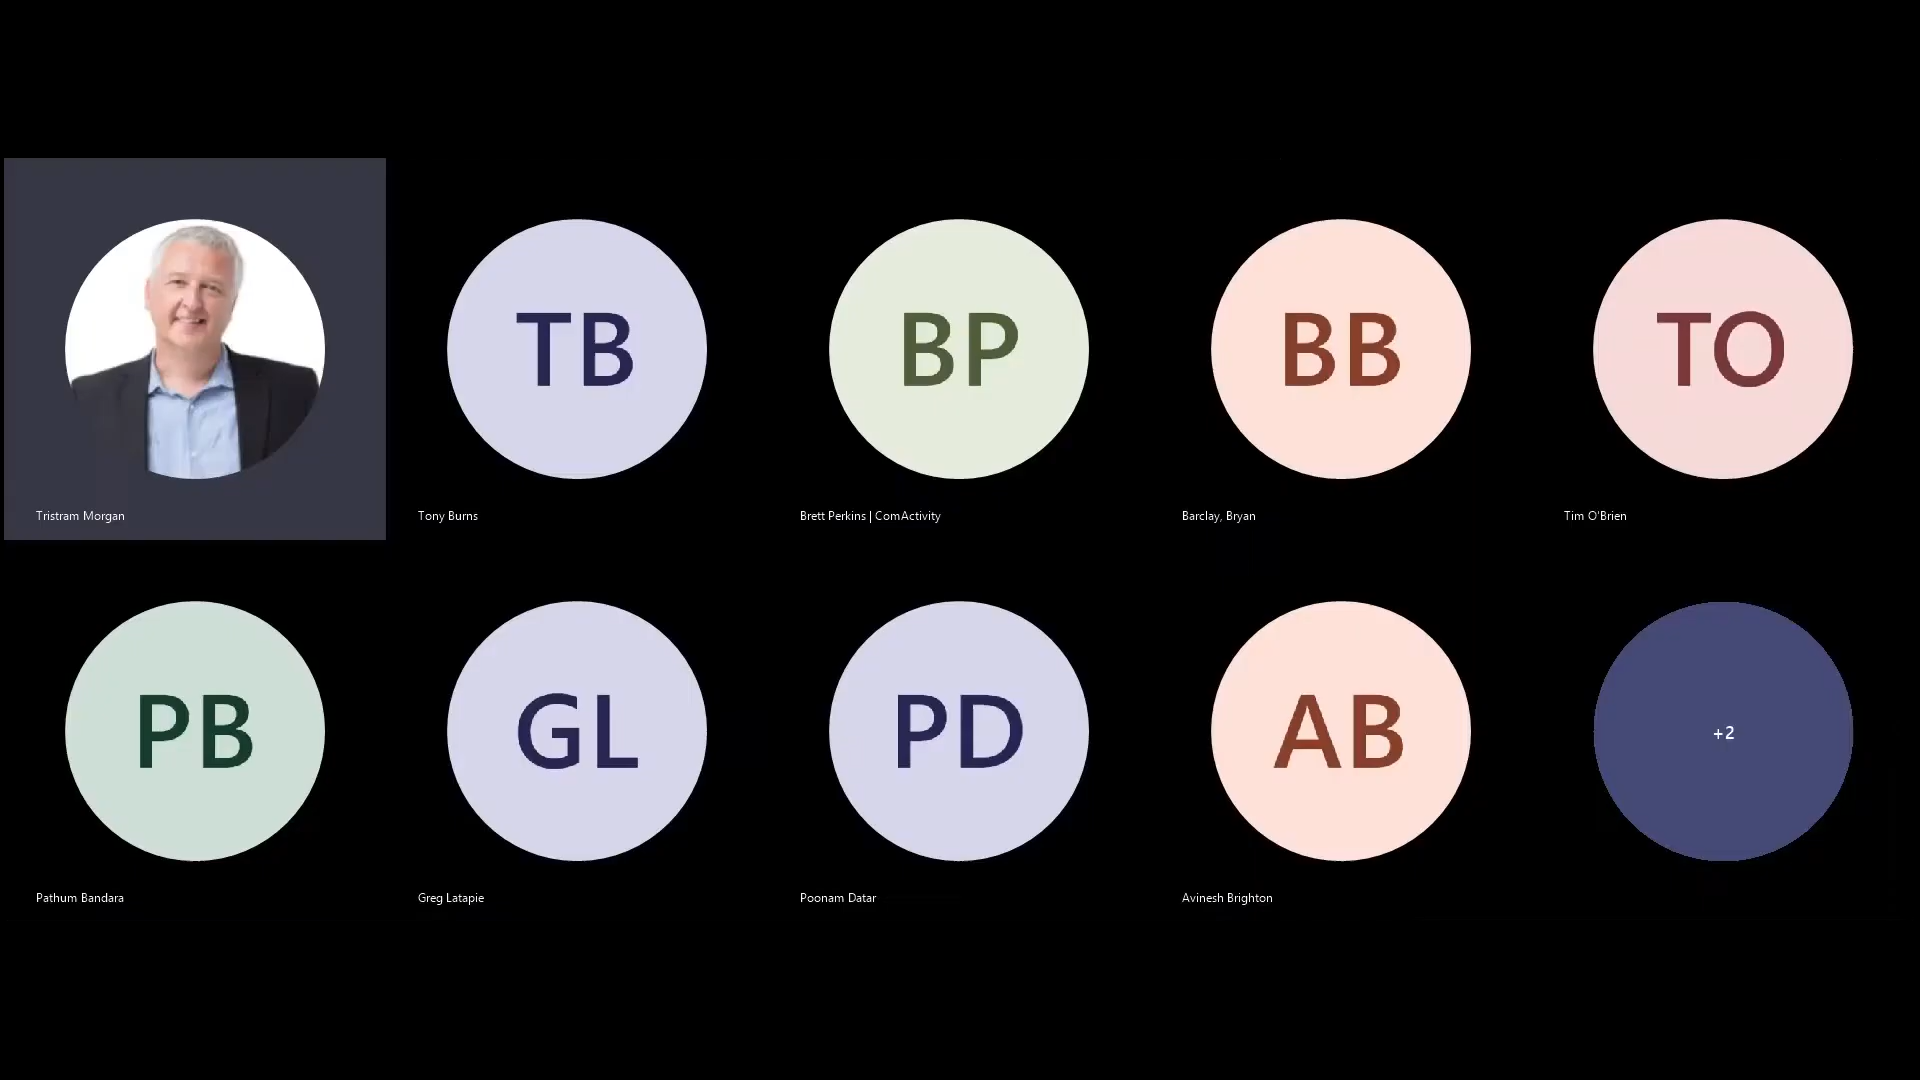 TB
BP
BB
TO
Tristram Morgan
Tony Burns
Brett Perkins | ComActivity
Barclay, Bryan
Tim O'Brien
PB
GL
PD
AB
+2
Pathum Bandara
Greg Latapie
Poonam Datar
Avinesh Brighton